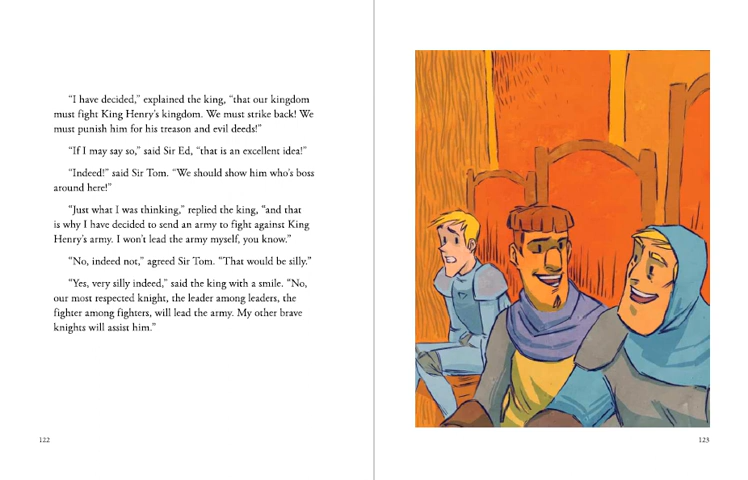 “I have decided,” explained the king, “that our kingdom
must fight King Henry’s kingdom. We must strike back! We
must punish him for his treason and evil deeds!”
“If I may say so,” said Sir Ed, “that is an excellent idea!”
“Indeed!” said Sir Tom. “We should show him who’s boss
around here!”
“Just what I was thinking,” replied the king, “and that
is why I have decided to send an army to fight against King
Henry’s army. I won’t lead the army myself, you know.”
“No, indeed not,” agreed Sir Tom. “That would be silly.”
“Yes, very silly indeed,” said the king with a smile. “No,
our most respected knight, the leader among leaders, the
fighter among fighters, will lead the army. My other brave
knights will assist him.”
122
123